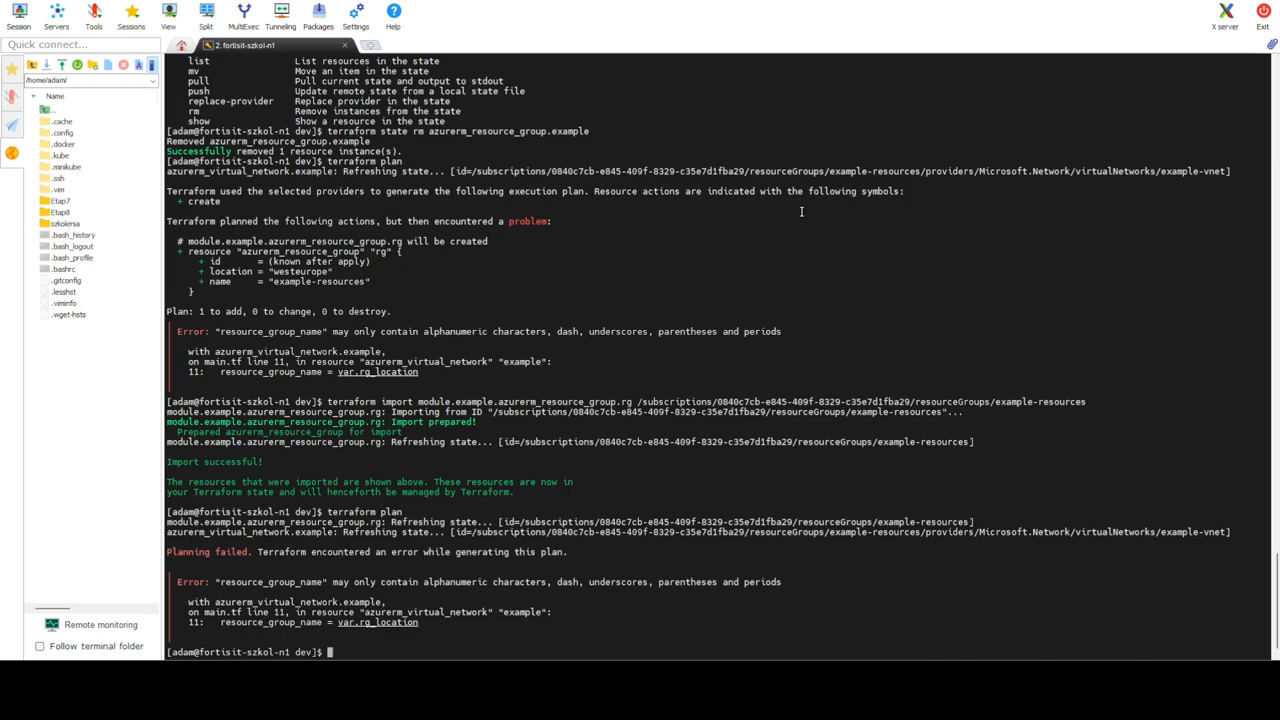 Session Servers Tools Sessions View Split MultiExec Tunneling Packages Settings Help X server Exit
Quick connect...
2. fortisit-szkol-n1
/home/adam/
Name
..
.cache
.config
.docker
.kube
.minikube
.ssh
.vim
Etap7
Etap8
szkolenia
.bash_history
.bash_logout
.bash_profile
.bashrc
.gitconfig
.lesshst
.viminfo
.wget-hsts
Remote monitoring
Follow terminal folder
list List resources in the state
mv Move an item in the state
pull Pull current state and output to stdout
push Update remote state from a local state file
replace-provider Replace provider in the state
rm Remove instances from the state
show Show a resource in the state
[adam@fortisit-szkol-n1 dev]$ terraform state rm azurerm_resource_group.example
Removed azurerm_resource_group.example
Successfully removed 1 resource instance(s).
[adam@fortisit-szkol-n1 dev]$ terraform plan
azurerm_virtual_network.example: Refreshing state... [id=/subscriptions/0840c7cb-e845-409f-8329-c35e7d1fba29/resourceGroups/example-resources/providers/Microsoft.Network/virtualNetworks/example-vnet]
Terraform used the selected providers to generate the following execution plan. Resource actions are indicated with the following symbols:
+ create
Terraform planned the following actions, but then encountered a problem:
# module.example.azurerm_resource_group.rg will be created
+ resource "azurerm_resource_group" "rg" {
+ id = (known after apply)
+ location = "westeurope"
+ name = "example-resources"
}
Plan: 1 to add, 0 to change, 0 to destroy.
Error: "resource_group_name" may only contain alphanumeric characters, dash, underscores, parentheses and periods
with azurerm_virtual_network.example,
on main.tf line 11, in resource "azurerm_virtual_network" "example":
11: resource_group_name = var.rg_location
[adam@fortisit-szkol-n1 dev]$ terraform import module.example.azurerm_resource_group.rg /subscriptions/0840c7cb-e845-409f-8329-c35e7d1fba29/resourceGroups/example-resources
module.example.azurerm_resource_group.rg: Importing from ID "/subscriptions/0840c7cb-e845-409f-8329-c35e7d1fba29/resourceGroups/example-resources"...
module.example.azurerm_resource_group.rg: Import prepared!
Prepared azurerm_resource_group for import
module.example.azurerm_resource_group.rg: Refreshing state... [id=/subscriptions/0840c7cb-e845-409f-8329-c35e7d1fba29/resourceGroups/example-resources]
Import successful!
The resources that were imported are shown above. These resources are now in
your Terraform state and will henceforth be managed by Terraform.
[adam@fortisit-szkol-n1 dev]$ terraform plan
module.example.azurerm_resource_group.rg: Refreshing state... [id=/subscriptions/0840c7cb-e845-409f-8329-c35e7d1fba29/resourceGroups/example-resources]
azurerm_virtual_network.example: Refreshing state... [id=/subscriptions/0840c7cb-e845-409f-8329-c35e7d1fba29/resourceGroups/example-resources/providers/Microsoft.Network/virtualNetworks/example-vnet]
Planning failed. Terraform encountered an error while generating this plan.
Error: "resource_group_name" may only contain alphanumeric characters, dash, underscores, parentheses and periods
with azurerm_virtual_network.example,
on main.tf line 11, in resource "azurerm_virtual_network" "example":
11: resource_group_name = var.rg_location
[adam@fortisit-szkol-n1 dev]$